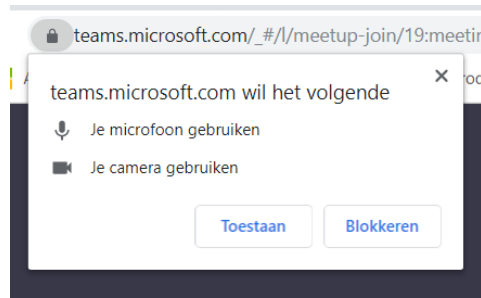 teams.microsoft.com/_#/l/meetup-join/19:meetin
teams.microsoft.com wil het volgende
Je microfoon gebruiken
Je camera gebruiken
Toestaan Blokkeren